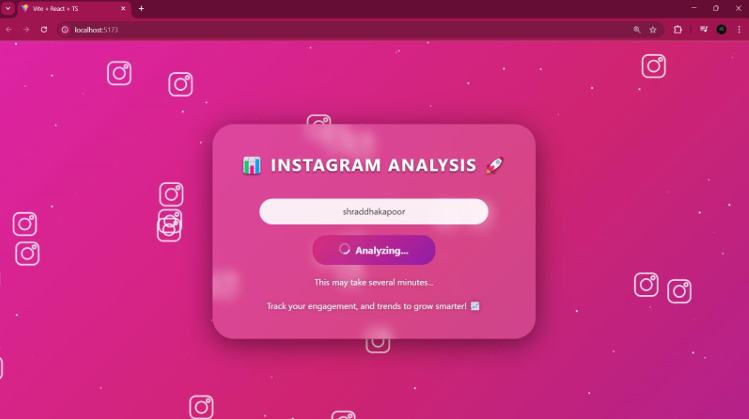 Vite + React + TS
localhost:5173
📊 INSTAGRAM ANALYSIS 🚀
shraddhakapoor
Analyzing...
This may take several minutes...
Track your engagement, and trends to grow smarter! 📈